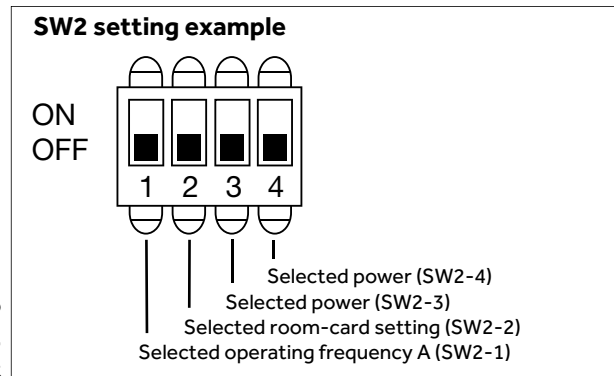 SW2 setting example
ON
OFF
1 2 3 4
Selected power (SW2-4)
Selected power (SW2-3)
Selected room-card setting (SW2-2)
Selected operating frequency A (SW2-1)